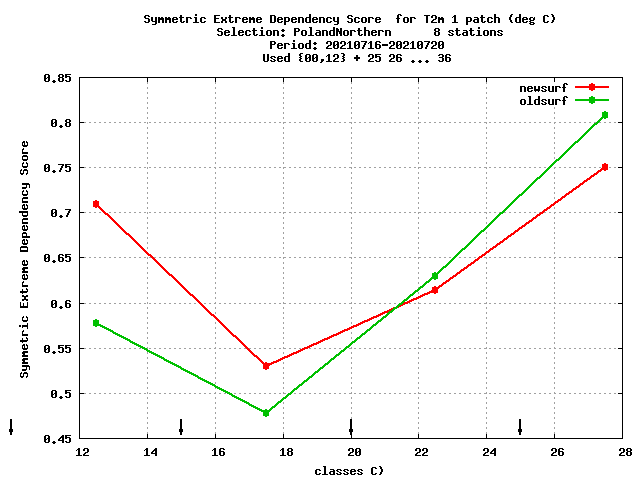 Symmetric Extreme Dependency Score  for T2m 1 patch (deg C)
Selection: PolandNorthern      8 stations
Period: 20210716-20210720
Used {00,12} + 25 26 ... 36
newsurf
oldsurf
Symmetric Extreme Dependency Score
0.85
0.8
0.75
0.7
0.65
0.6
0.55
0.5
0.45
12 14 16 18 20 22 24 26 28
classes C)